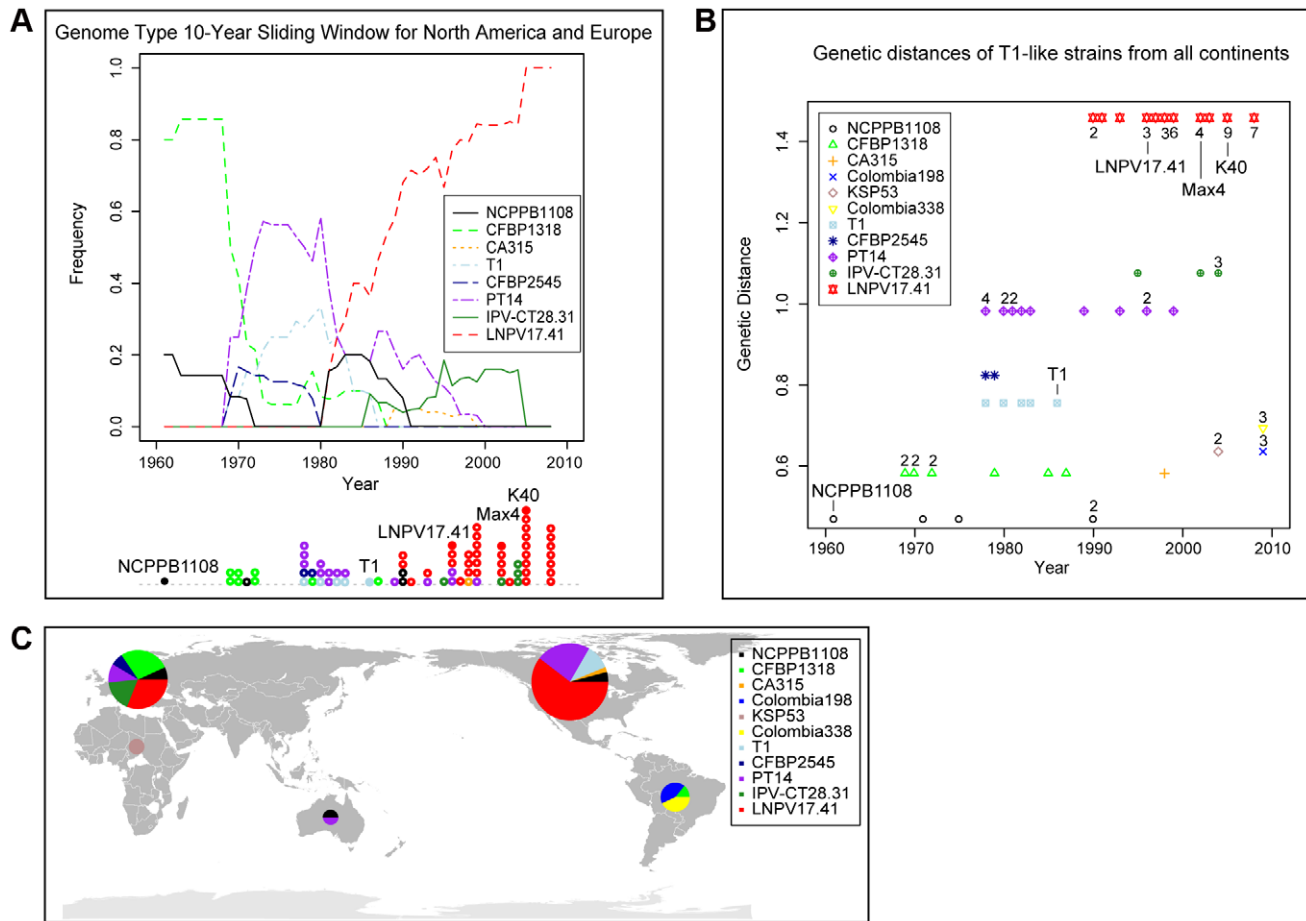 A
Genome Type 10-Year Sliding Window for North America and Europe
Frequency
1.0
0.8
0.6
0.4
0.2
0.0
NCPPB1108
CFBP1318
CA315
T1
CFBP2545
PT14
IPV-CT28.31
LNPV17.41
1960
1970
1980
1990
2000
2010
Year
K40
Max4
LNPV17.41
T1
NCPPB1108
B
Genetic distances of T1-like strains from all continents
Genetic Distance
1.4
1.2
1.0
0.8
0.6
NCPPB1108
CFBP1318
CA315
Colombia198
KSP53
Colombia338
T1
CFBP2545
PT14
IPV-CT28.31
LNPV17.41
2
3
36
4
9
7
LNPV17.41
K40
Max4
3
4
22
2
T1
3
2
3
22
2
NCPPB1108
2
1960
1970
1980
1990
2000
2010
Year
C
NCPPB1108
CFBP1318
CA315
Colombia198
KSP53
Colombia338
T1
CFBP2545
PT14
IPV-CT28.31
LNPV17.41